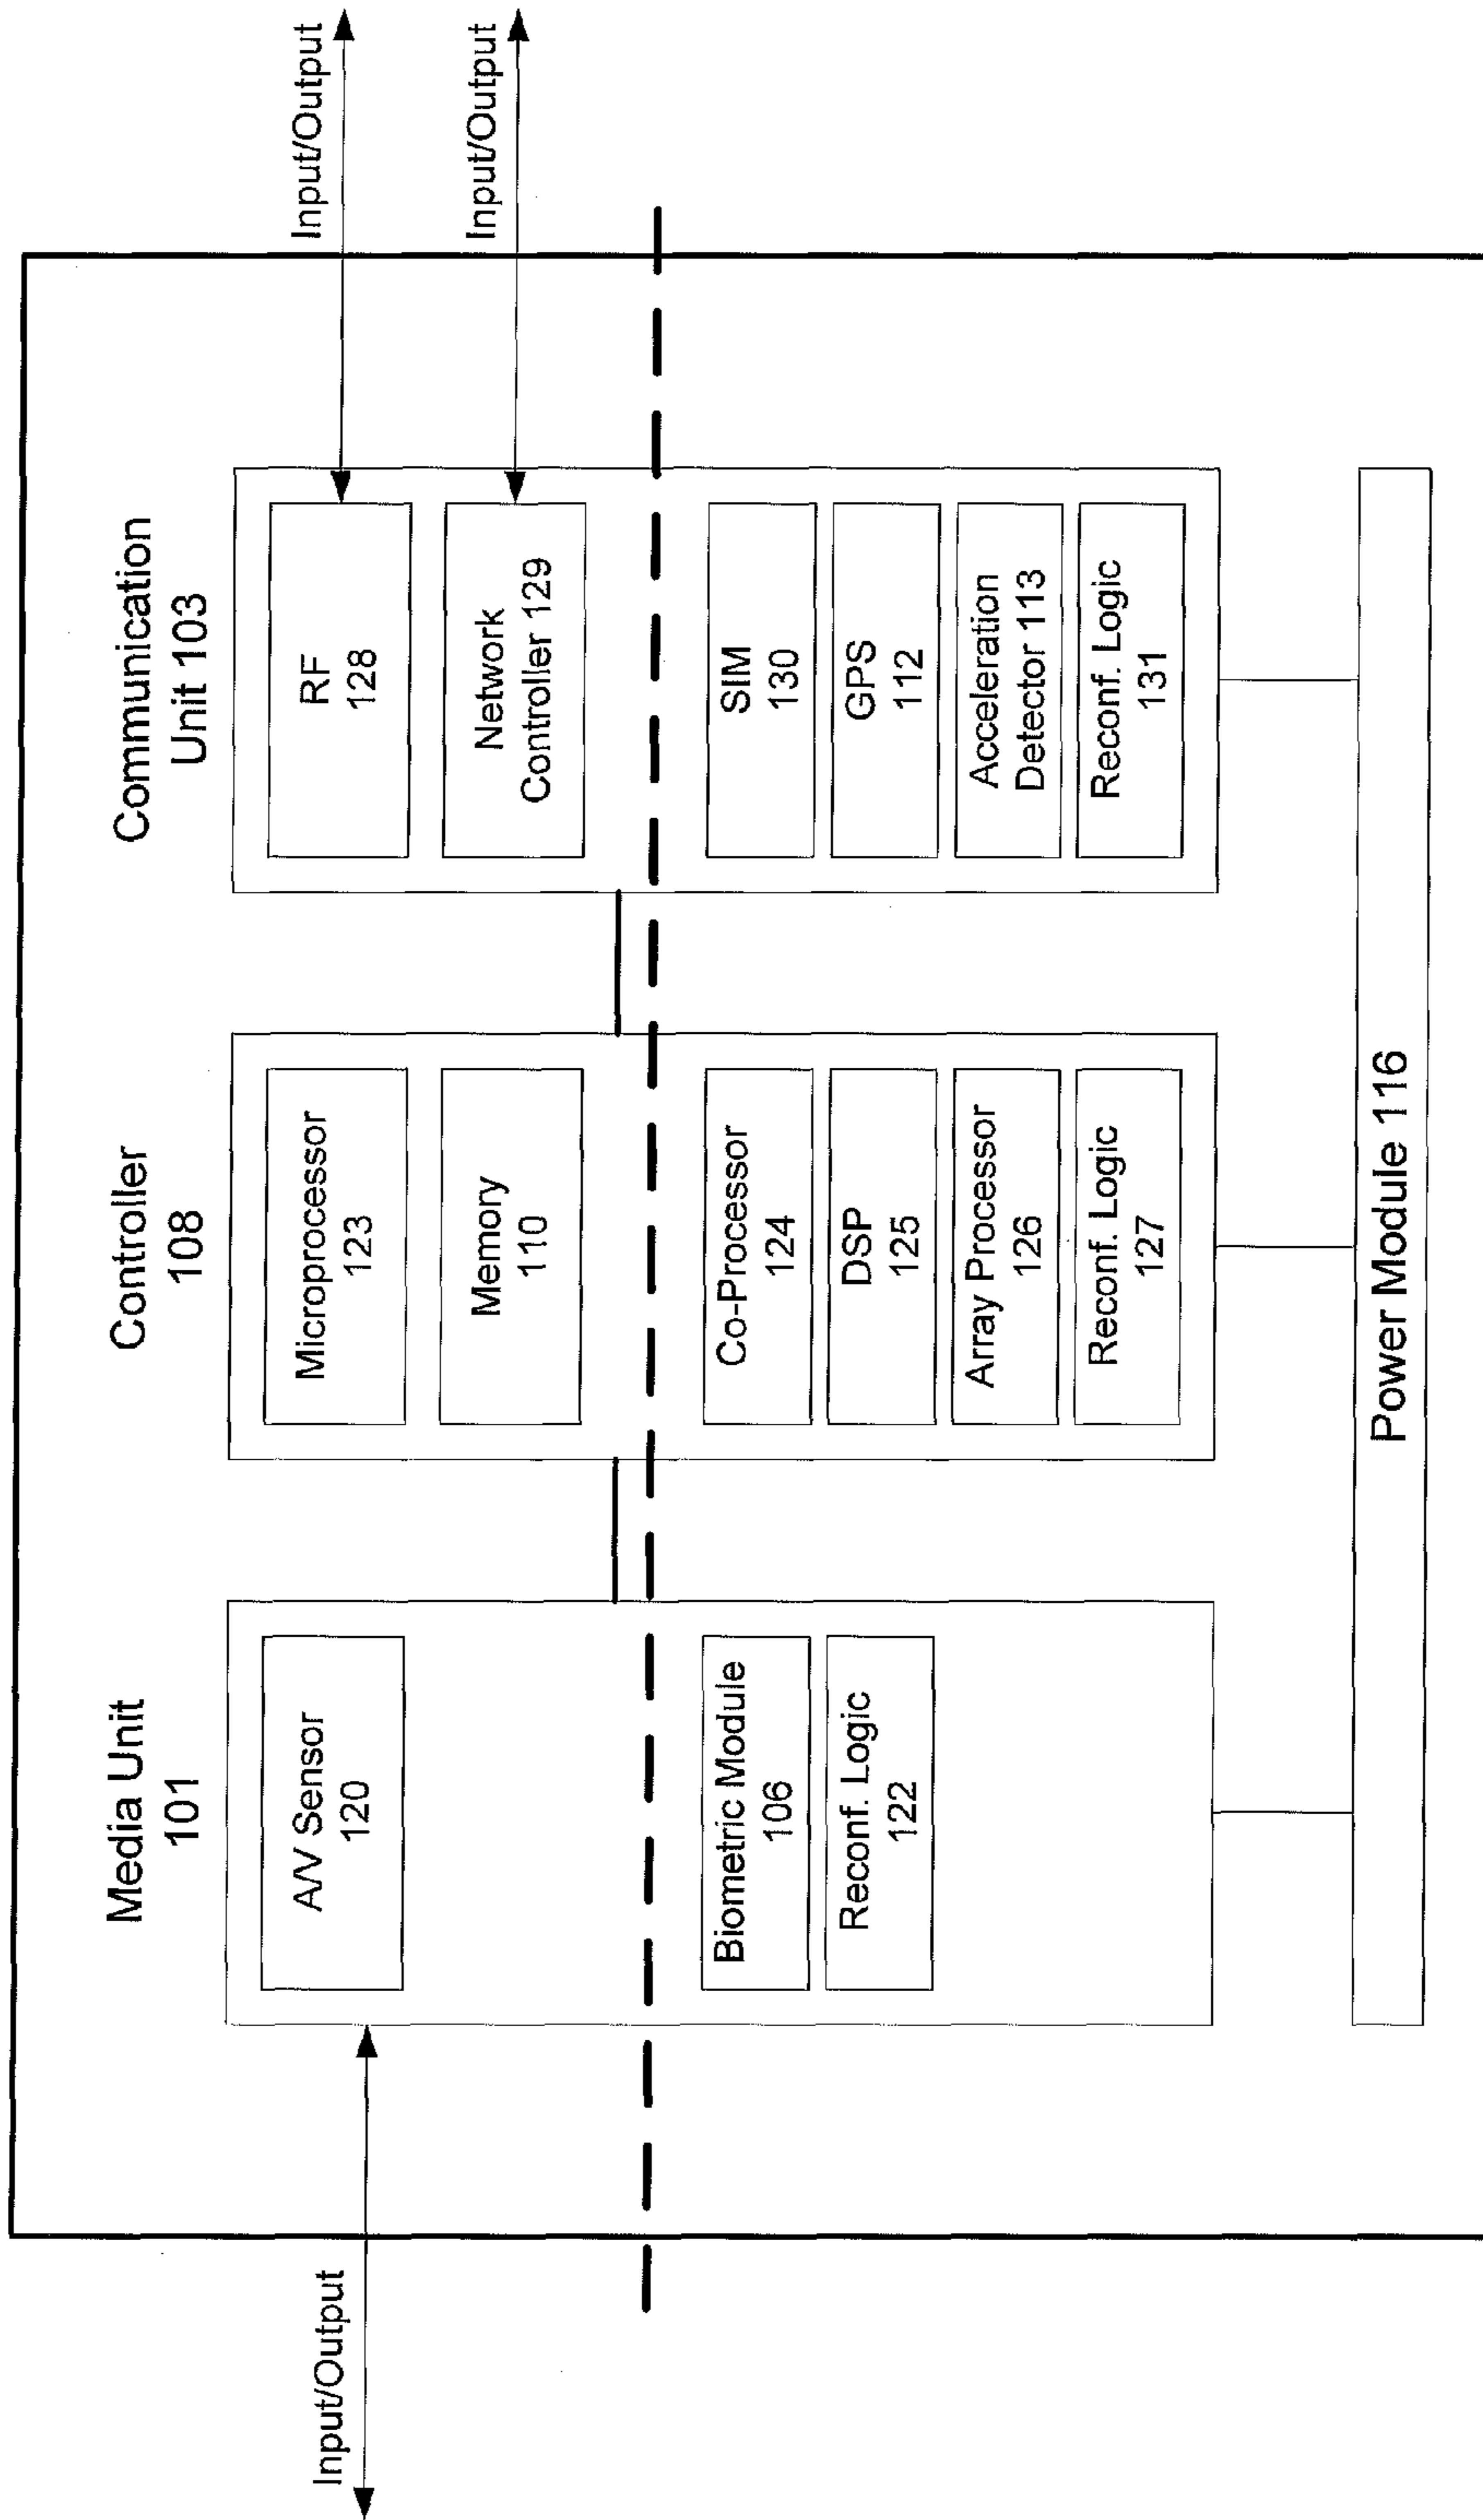 Media Unit
101
Controller
108
Communication
Unit 103
Input/Output
A/V Sensor
120
Biometric Module
106
Reconf. Logic
122
Microprocessor
123
Memory
110
Co-Processor
124
DSP
125
Array Processor
126
Reconf. Logic
127
RF
128
Network
Controller 129
SIM
130
GPS
112
Acceleration
Detector 113
Reconf. Logic
131
Input/Output
Input/Output
Power Module 116